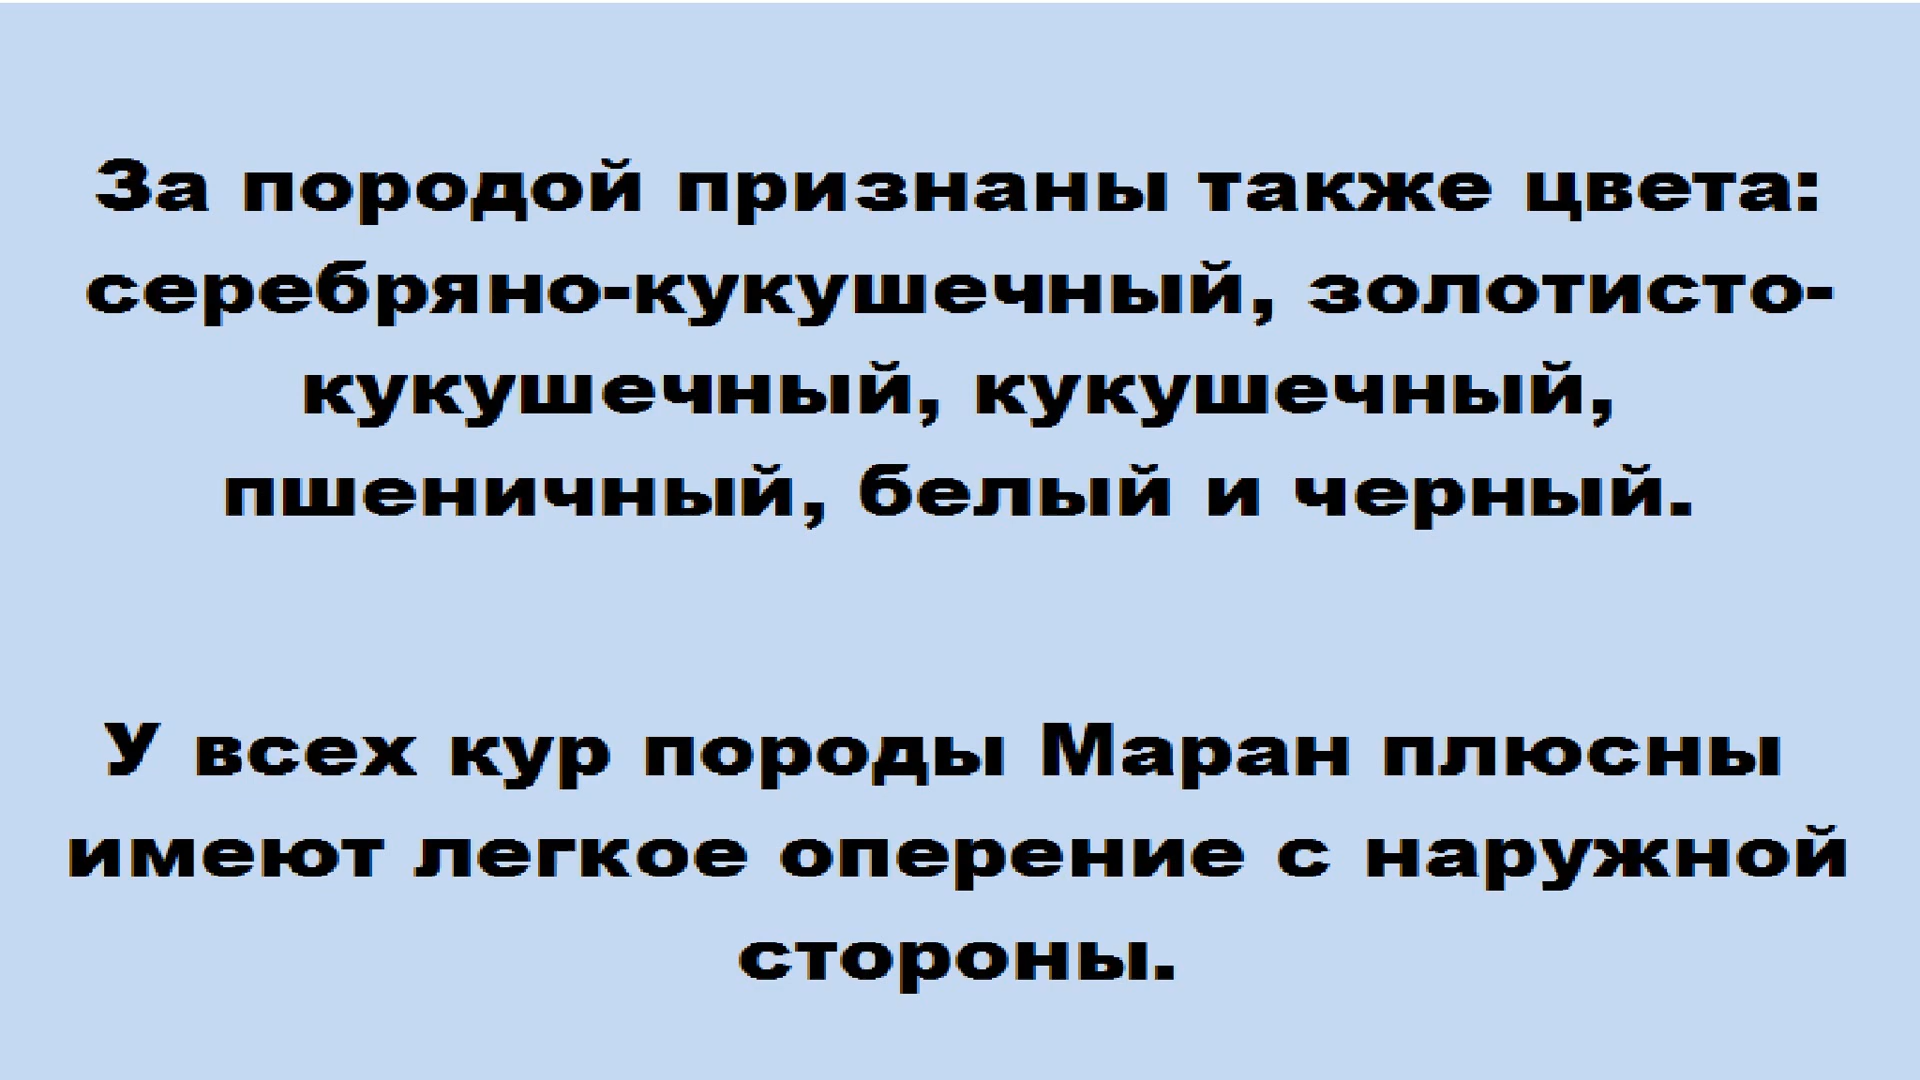 За породой признаны также цвета:
серебряно-кукушечный, золотисто-
кукушечный, кукушечный,
пшеничный, белый и черный.
У всех кур породы Маран плюсны
имеют легкое оперение с наружной
стороны.